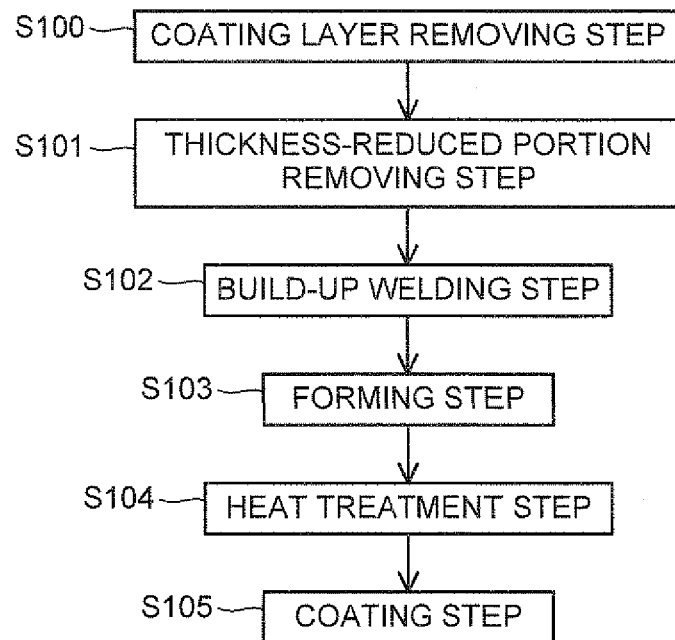 S100
COATING LAYER REMOVING STEP
S101
THICKNESS-REDUCED PORTION
REMOVING STEP
S102
BUILD-UP WELDING STEP
S103
FORMING STEP
S104
HEAT TREATMENT STEP
S105
COATING STEP